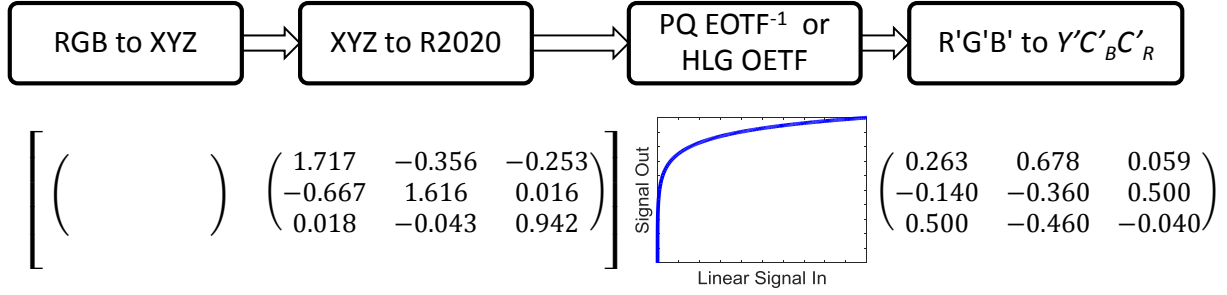 RGB to XYZ
XYZ to R2020
PQ EOTF⁻¹ or
HLG OETF
R'G'B' to Y'C'_BC'_R
1.717 −0.356 −0.253
−0.667 1.616 0.016
0.018 −0.043 0.942
Signal Out
Linear Signal In
0.263 0.678 0.059
−0.140 −0.360 0.500
0.500 −0.460 −0.040